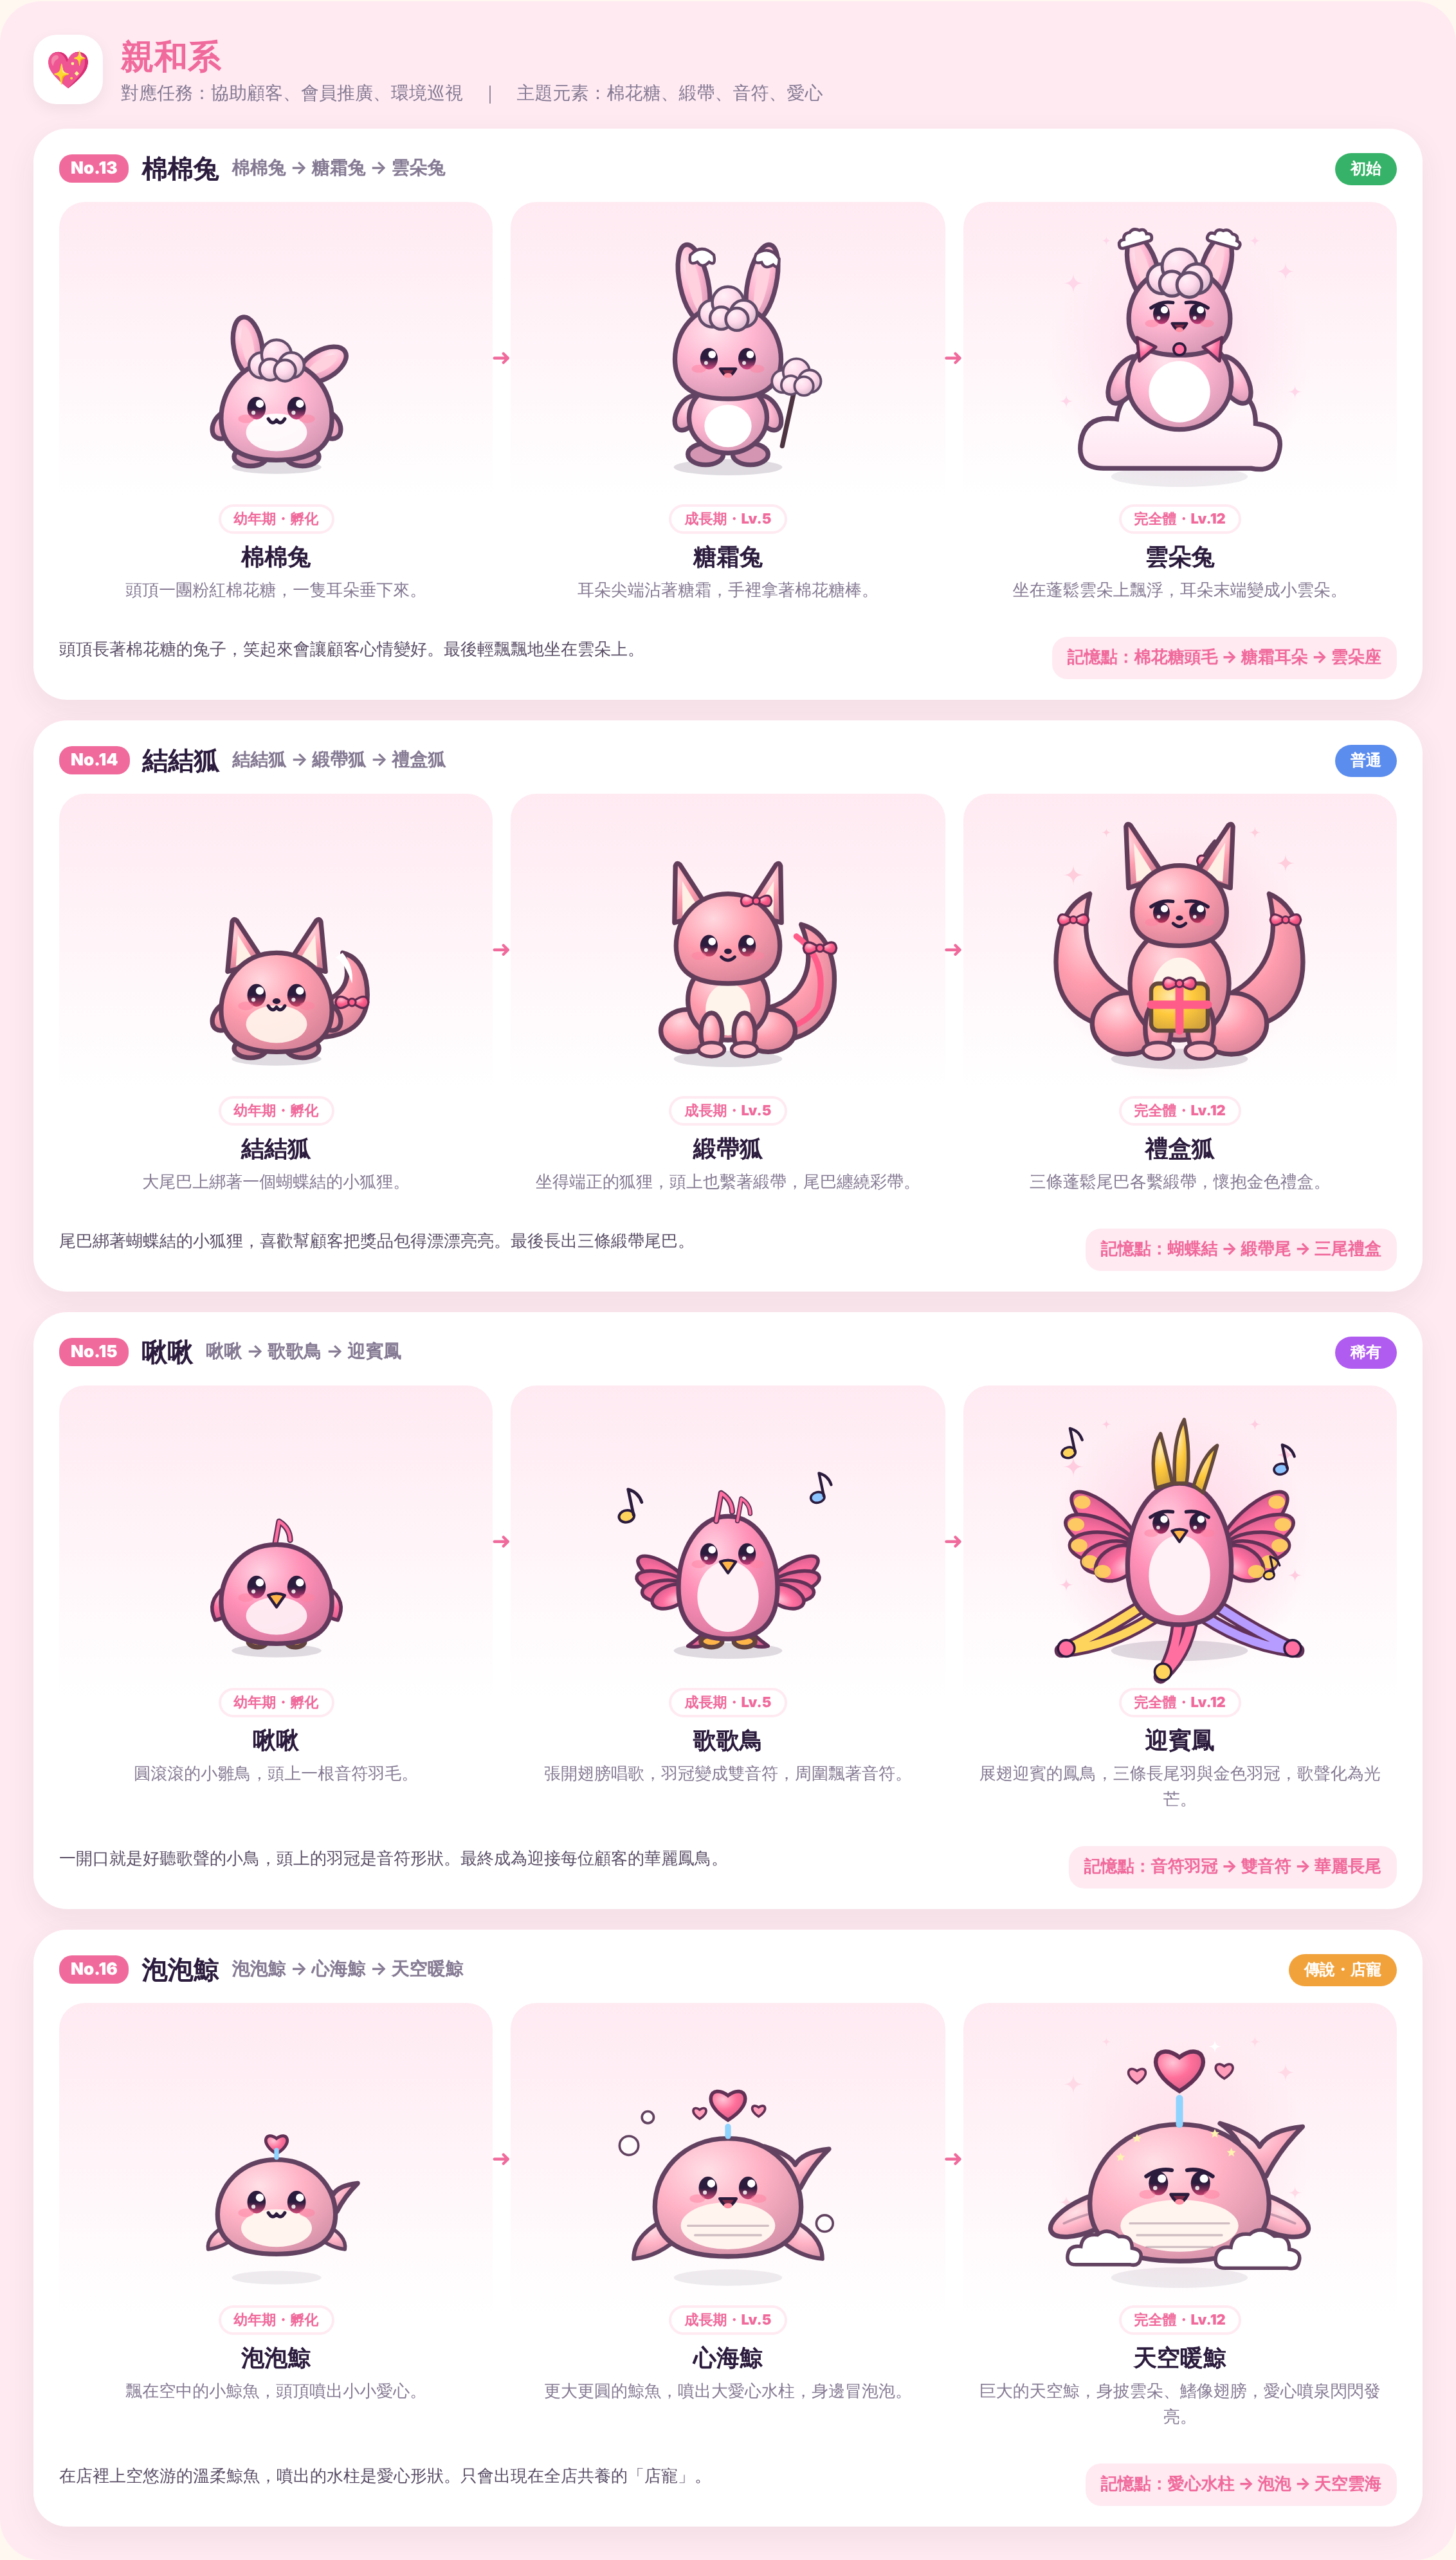 親和系
對應任務：協助顧客、會員推廣、環境巡視 ｜ 主題元素：棉花糖、緞帶、音符、愛心
No.13 棉棉兔 棉棉兔 → 糖霜兔 → 雲朵兔 初始
幼年期・孵化
棉棉兔
頭頂一團粉紅棉花糖，一隻耳朵垂下來。
→
成長期・Lv.5
糖霜兔
耳朵尖端沾著糖霜，手裡拿著棉花糖棒。
→
完全體・Lv.12
雲朵兔
坐在蓬鬆雲朵上飄浮，耳朵末端變成小雲朵。
頭頂長著棉花糖的兔子，笑起來會讓顧客心情變好。最後輕飄飄地坐在雲朵上。
記憶點：棉花糖頭毛 → 糖霜耳朵 → 雲朵座
No.14 結結狐 結結狐 → 緞帶狐 → 禮盒狐 普通
幼年期・孵化
結結狐
大尾巴上綁著一個蝴蝶結的小狐狸。
→
成長期・Lv.5
緞帶狐
坐得端正的狐狸，頭上也繫著緞帶，尾巴纏繞彩帶。
→
完全體・Lv.12
禮盒狐
三條蓬鬆尾巴各繫緞帶，懷抱金色禮盒。
尾巴綁著蝴蝶結的小狐狸，喜歡幫顧客把獎品包得漂漂亮亮。最後長出三條緞帶尾巴。
記憶點：蝴蝶結 → 緞帶尾 → 三尾禮盒
No.15 啾啾 啾啾 → 歌歌鳥 → 迎賓鳳 稀有
幼年期・孵化
啾啾
圓滾滾的小雛鳥，頭上一根音符羽毛。
→
成長期・Lv.5
歌歌鳥
張開翅膀唱歌，羽冠變成雙音符，周圍飄著音符。
→
完全體・Lv.12
迎賓鳳
展翅迎賓的鳳鳥，三條長尾羽與金色羽冠，歌聲化為光
芒。
一開口就是好聽歌聲的小鳥，頭上的羽冠是音符形狀。最終成為迎接每位顧客的華麗鳳鳥。
記憶點：音符羽冠 → 雙音符 → 華麗長尾
No.16 泡泡鯨 泡泡鯨 → 心海鯨 → 天空暖鯨 傳說・店寵
幼年期・孵化
泡泡鯨
飄在空中的小鯨魚，頭頂噴出小小愛心。
→
成長期・Lv.5
心海鯨
更大更圓的鯨魚，噴出大愛心水柱，身邊冒泡泡。
→
完全體・Lv.12
天空暖鯨
巨大的天空鯨，身披雲朵、鰭像翅膀，愛心噴泉閃閃發
亮。
在店裡上空悠游的溫柔鯨魚，噴出的水柱是愛心形狀。只會出現在全店共養的「店寵」。
記憶點：愛心水柱 → 泡泡 → 天空雲海